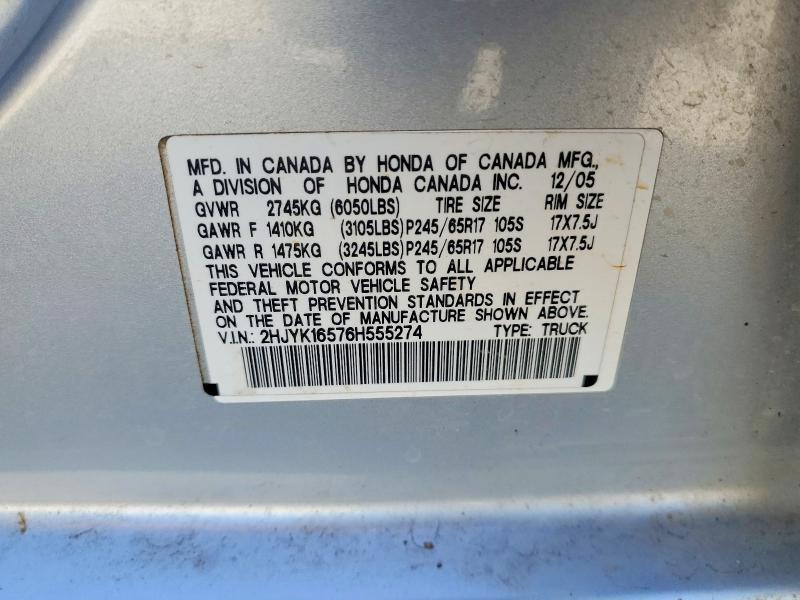 MFD. IN CANADA BY HONDA OF CANADA MFG.,
A DIVISION OF HONDA CANADA INC. 12/05
GVWR 2745KG (6050LBS) TIRE SIZE RIM SIZE
GAWR F 1410KG (3105LBS)P245/65R17 105S 17X7.5J
GAWR R 1475KG (3245LBS)P245/65R17 105S 17X7.5J
THIS VEHICLE CONFORMS TO ALL APPLICABLE
FEDERAL MOTOR VEHICLE SAFETY
AND THEFT PREVENTION STANDARDS IN EFFECT
ON THE DATE OF MANUFACTURE SHOWN ABOVE.
V.I.N.: 2HJYK16576H555274 TYPE: TRUCK